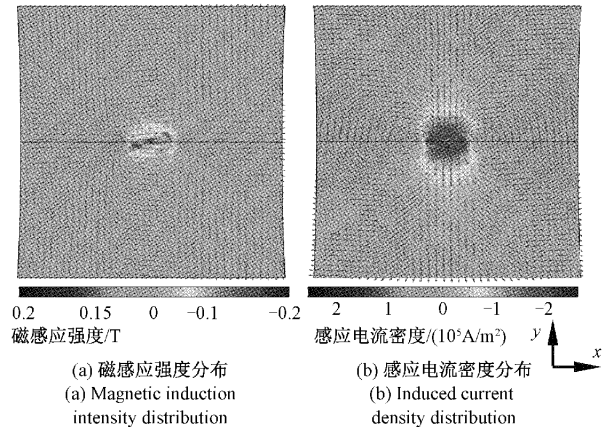 0.2 0.15 0 −0.1 −0.2
磁感应强度/T
(a) 磁感应强度分布
(a) Magnetic induction
intensity distribution
2 1 0 −1 −2
感应电流密度/(10⁵A/m²)
(b) 感应电流密度分布
(b) Induced current
density distribution
y
x